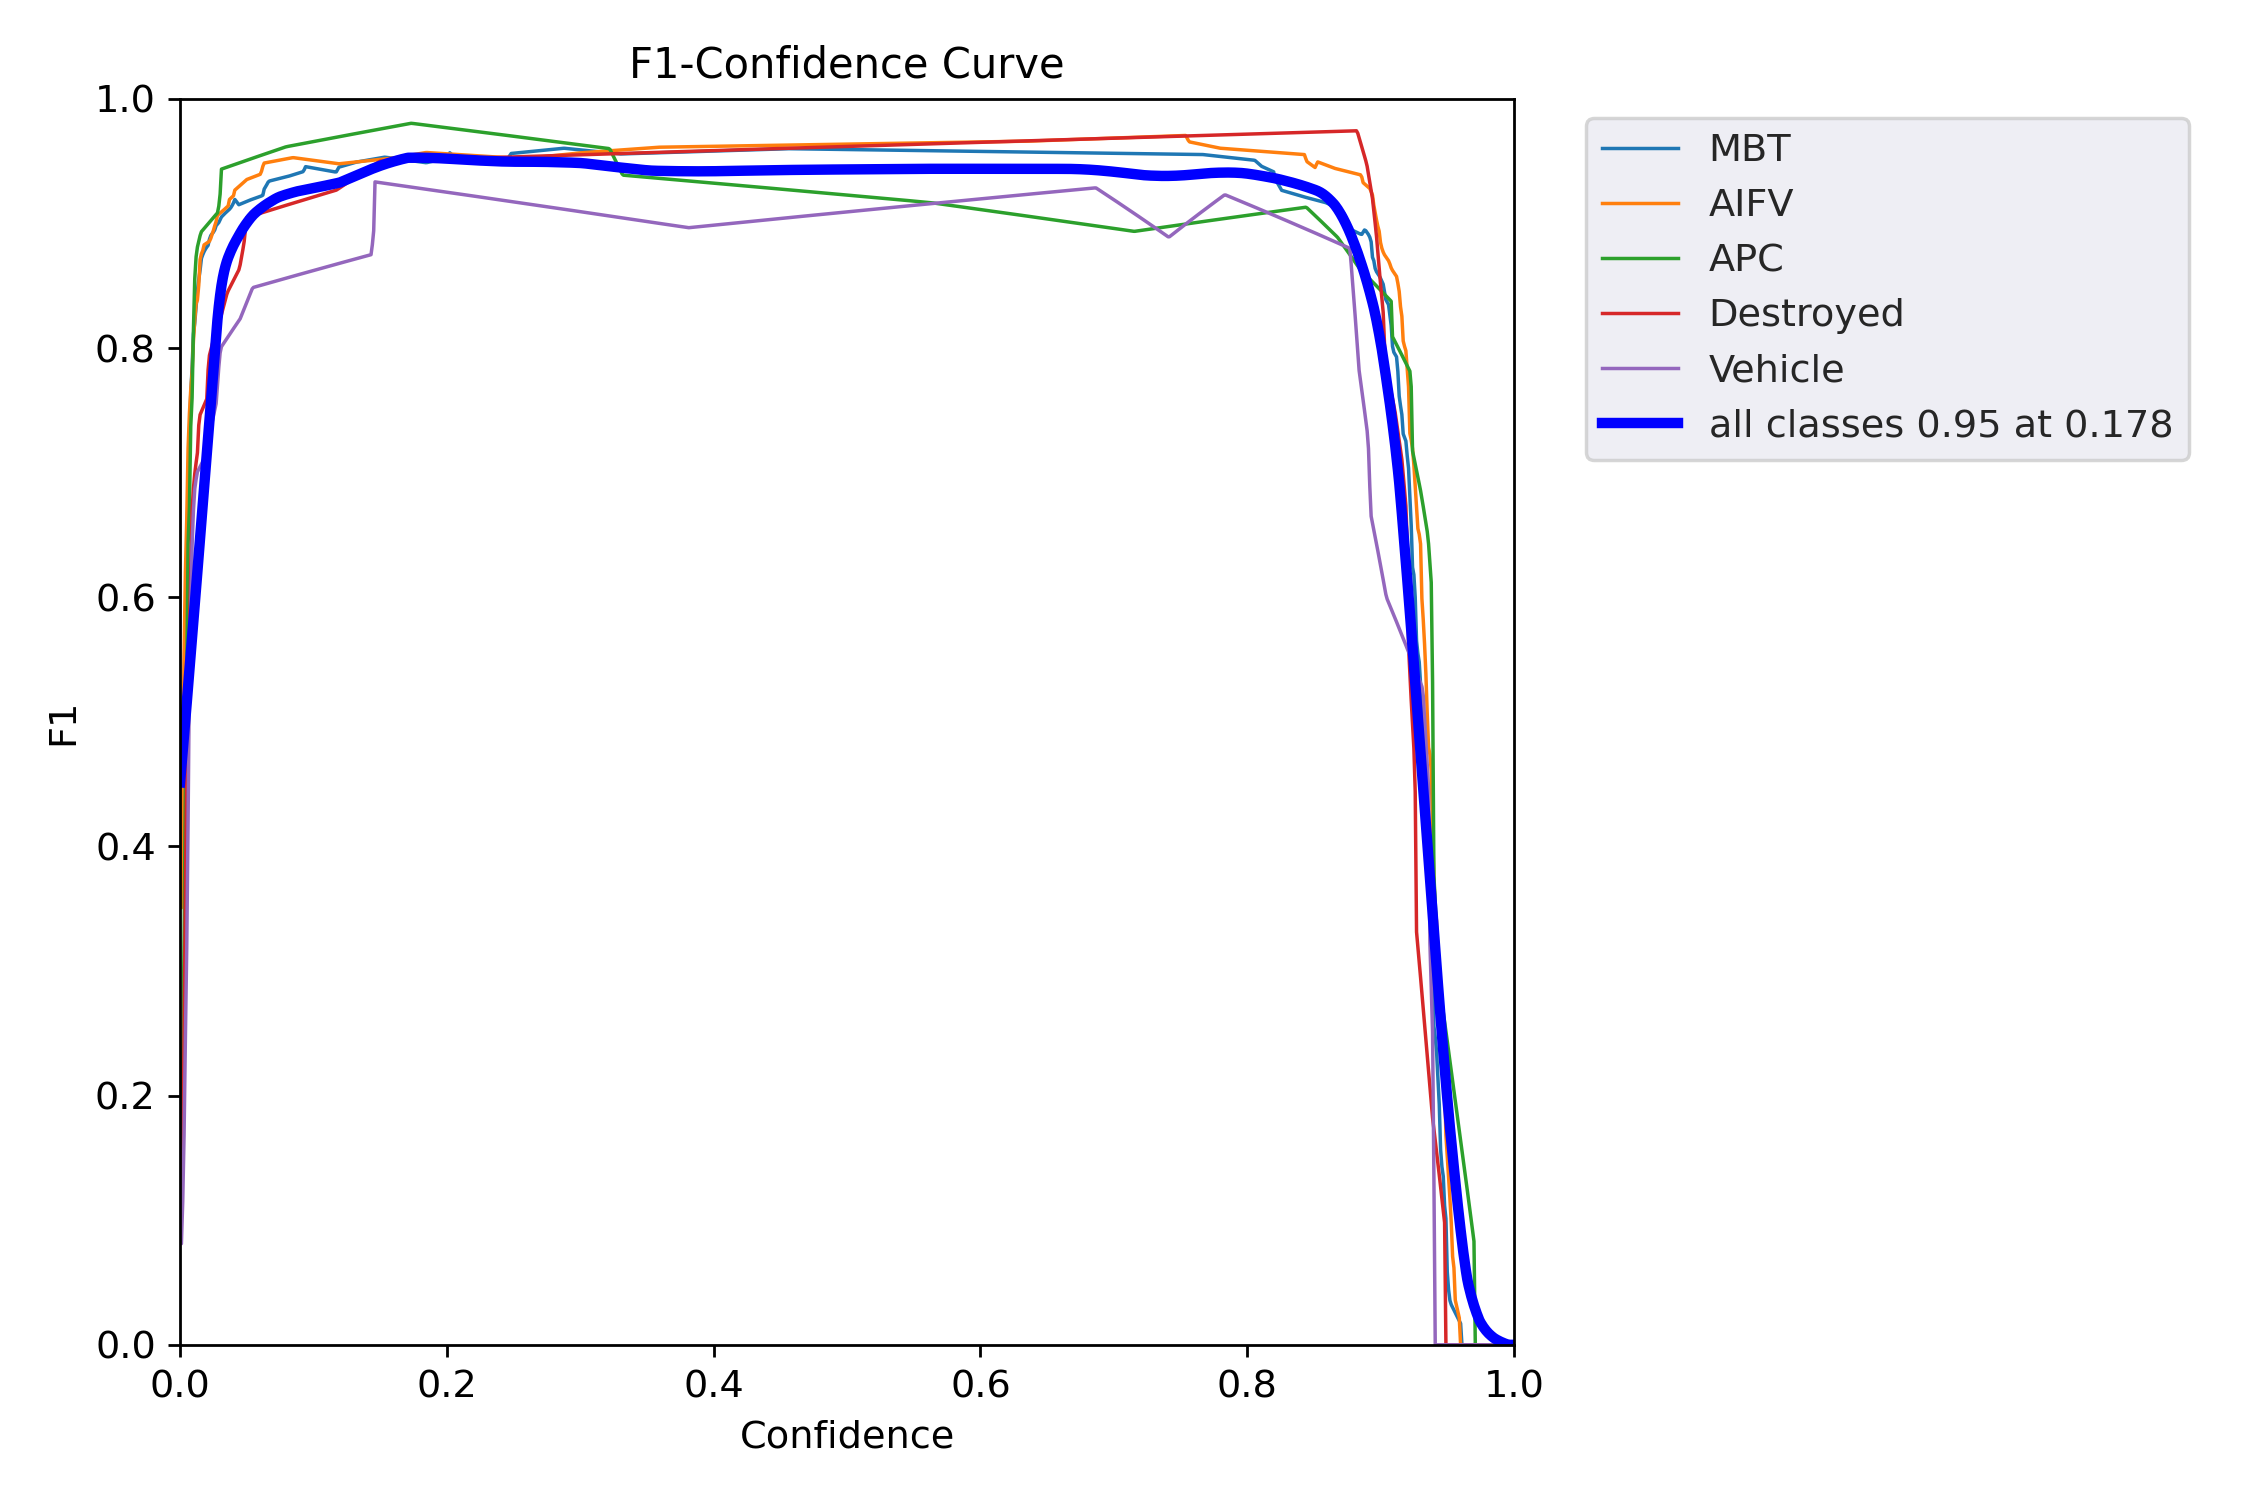 F1-Confidence Curve
1.0
0.8
0.6
0.4
0.2
0.0
F1
0.0 0.2 0.4 0.6 0.8 1.0
Confidence
MBT
AIFV
APC
Destroyed
Vehicle
all classes 0.95 at 0.178